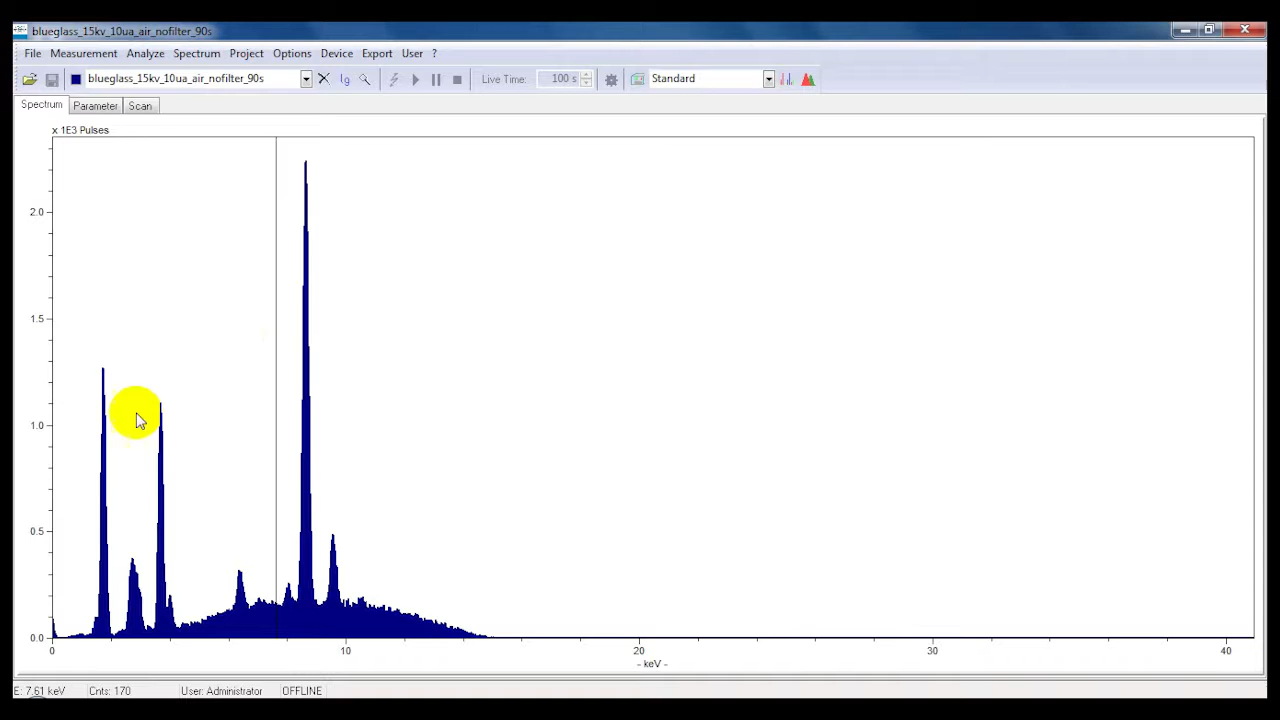 blueglass_15kv_10ua_air_nofilter_90s
File Measurement Analyze Spectrum Project Options Device Export User ?
blueglass_15kv_10ua_air_nofilter_90s lg Live Time: 100 s Standard
Spectrum Parameter Scan
x 1E3 Pulses
2.0
1.5
1.0
0.5
0.0
0 10 20 30 40
- keV -
E: 7.61 keV Cnts: 170 User: Administrator OFFLINE